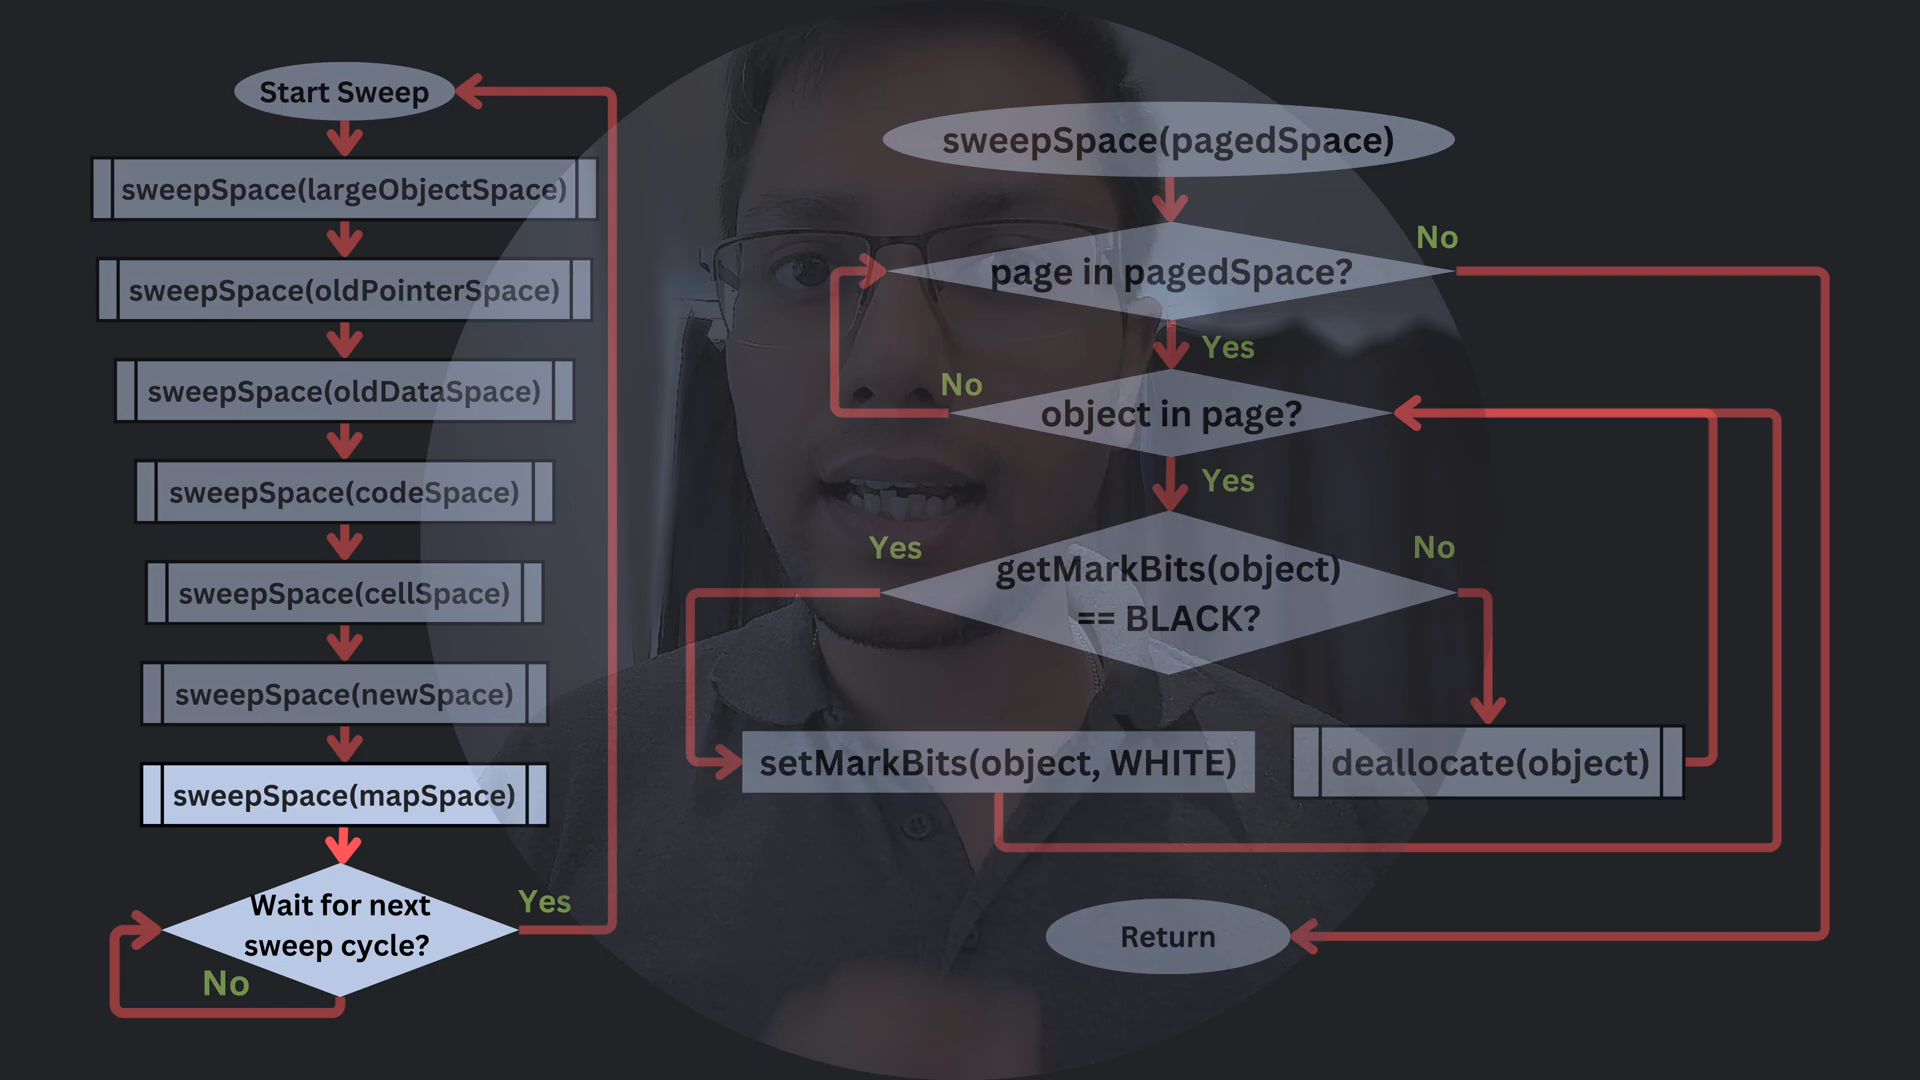 Start Sweep
sweepSpace(largeObjectSpace)
sweepSpace(oldPointerSpace)
sweepSpace(oldDataSpace)
sweepSpace(codeSpace)
sweepSpace(cellSpace)
sweepSpace(newSpace)
sweepSpace(mapSpace)
Wait for next
sweep cycle?
Yes
No
sweepSpace(pagedSpace)
page in pagedSpace?
No
Yes
object in page?
No
Yes
getMarkBits(object)
== BLACK?
Yes
No
setMarkBits(object, WHITE)
deallocate(object)
Return